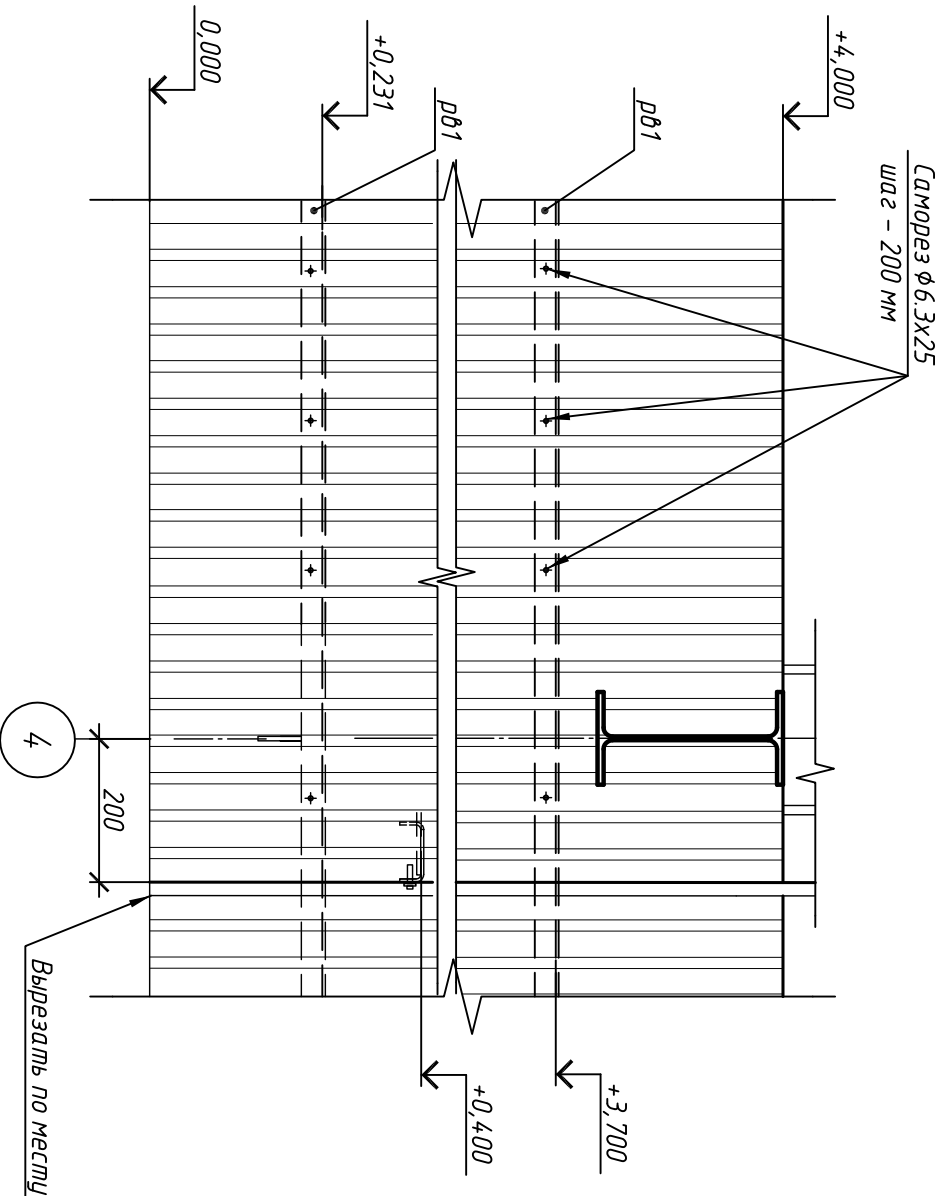 Саморез ф6.3x25
шаг - 200 мм
+4,000
рв1
рв1
+0,231
0,000
+3,700
+0,400
4
200
Вырезать по месту